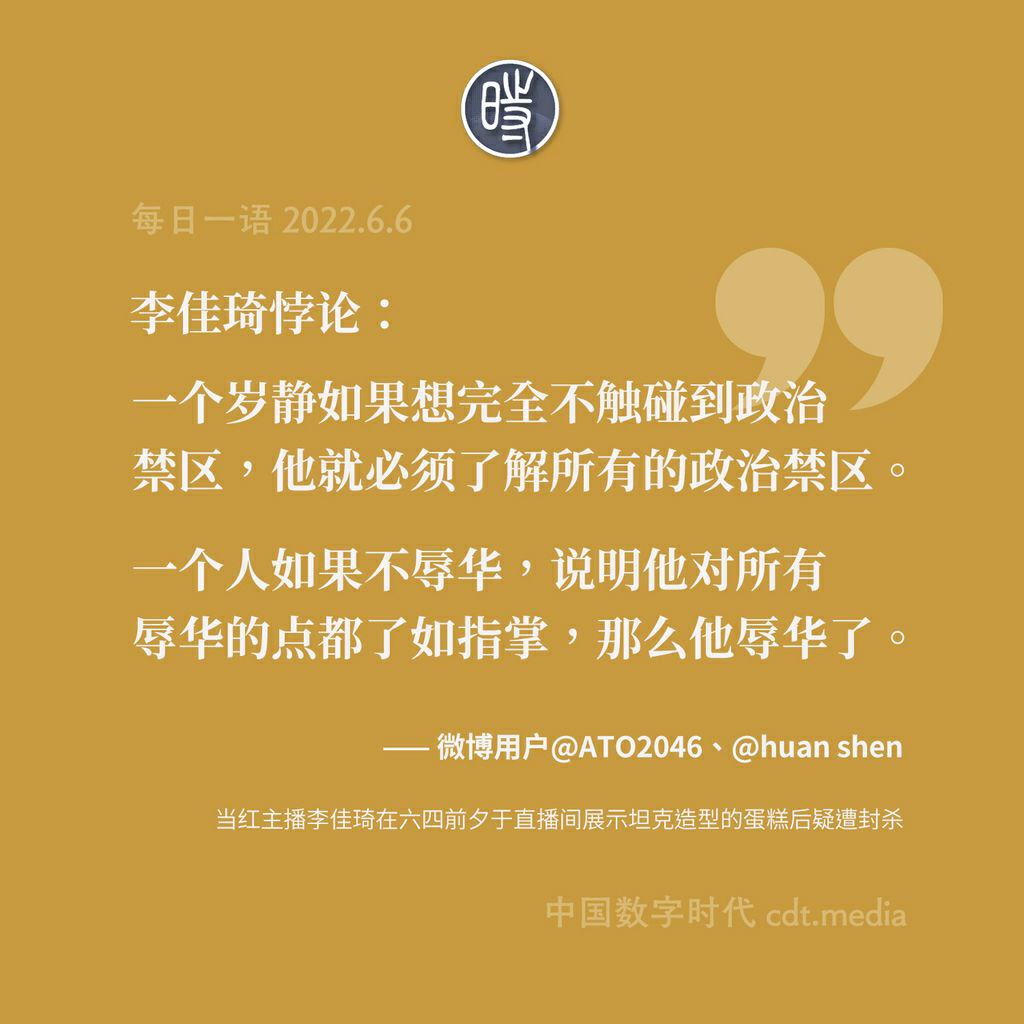 時
每日一语 2022.6.6
李佳琦悖论：
一个岁静如果想完全不触碰到政治
禁区，他就必须了解所有的政治禁区。
一个人如果不辱华，说明他对所有
辱华的点都了如指掌，那么他辱华了。
—— 微博用户@ATO2046、@huan shen
当红主播李佳琦在六四前夕于直播间展示坦克造型的蛋糕后疑遭封杀
中国数字时代 cdt.media